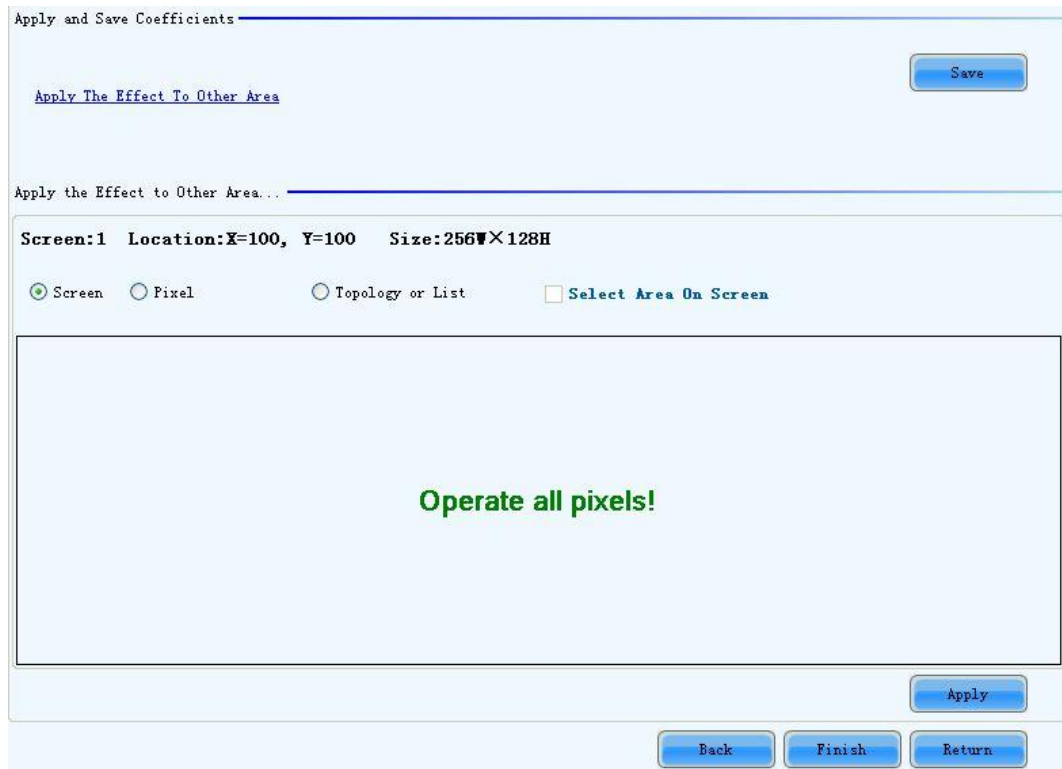 Apply and Save Coefficients
Save
Apply The Effect To Other Area
Apply the Effect to Other Area...
Screen:1 Location:X=100, Y=100 Size:256W×128H
Screen Pixel Topology or List Select Area On Screen
Operate all pixels!
Apply
Back Finish Return